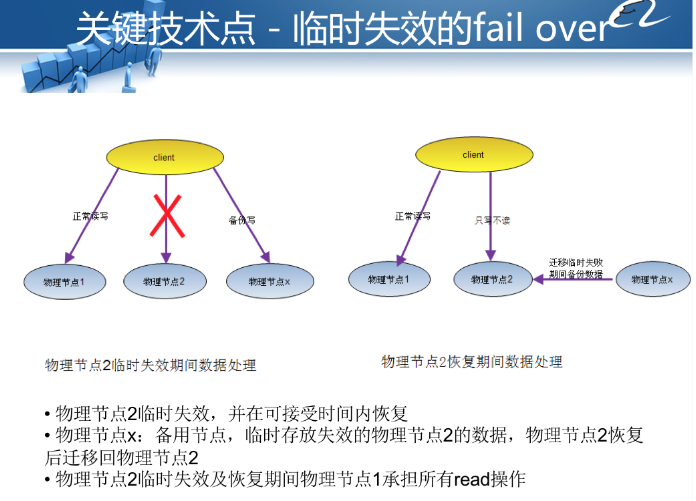 关键技术点－临时失效的fail over
client
client
正常读写
备份写
正常读写
只写不读
迁移临时失败
期间备份数据
物理节点1
物理节点2
物理节点x
物理节点1
物理节点2
物理节点x
物理节点2临时失效期间数据处理
物理节点2恢复期间数据处理
• 物理节点2临时失效，并在可接受时间内恢复
• 物理节点x：备用节点，临时存放失效的物理节点2的数据，物理节点2恢复
后迁移回物理节点2
• 物理节点2临时失效及恢复期间物理节点1承担所有read操作